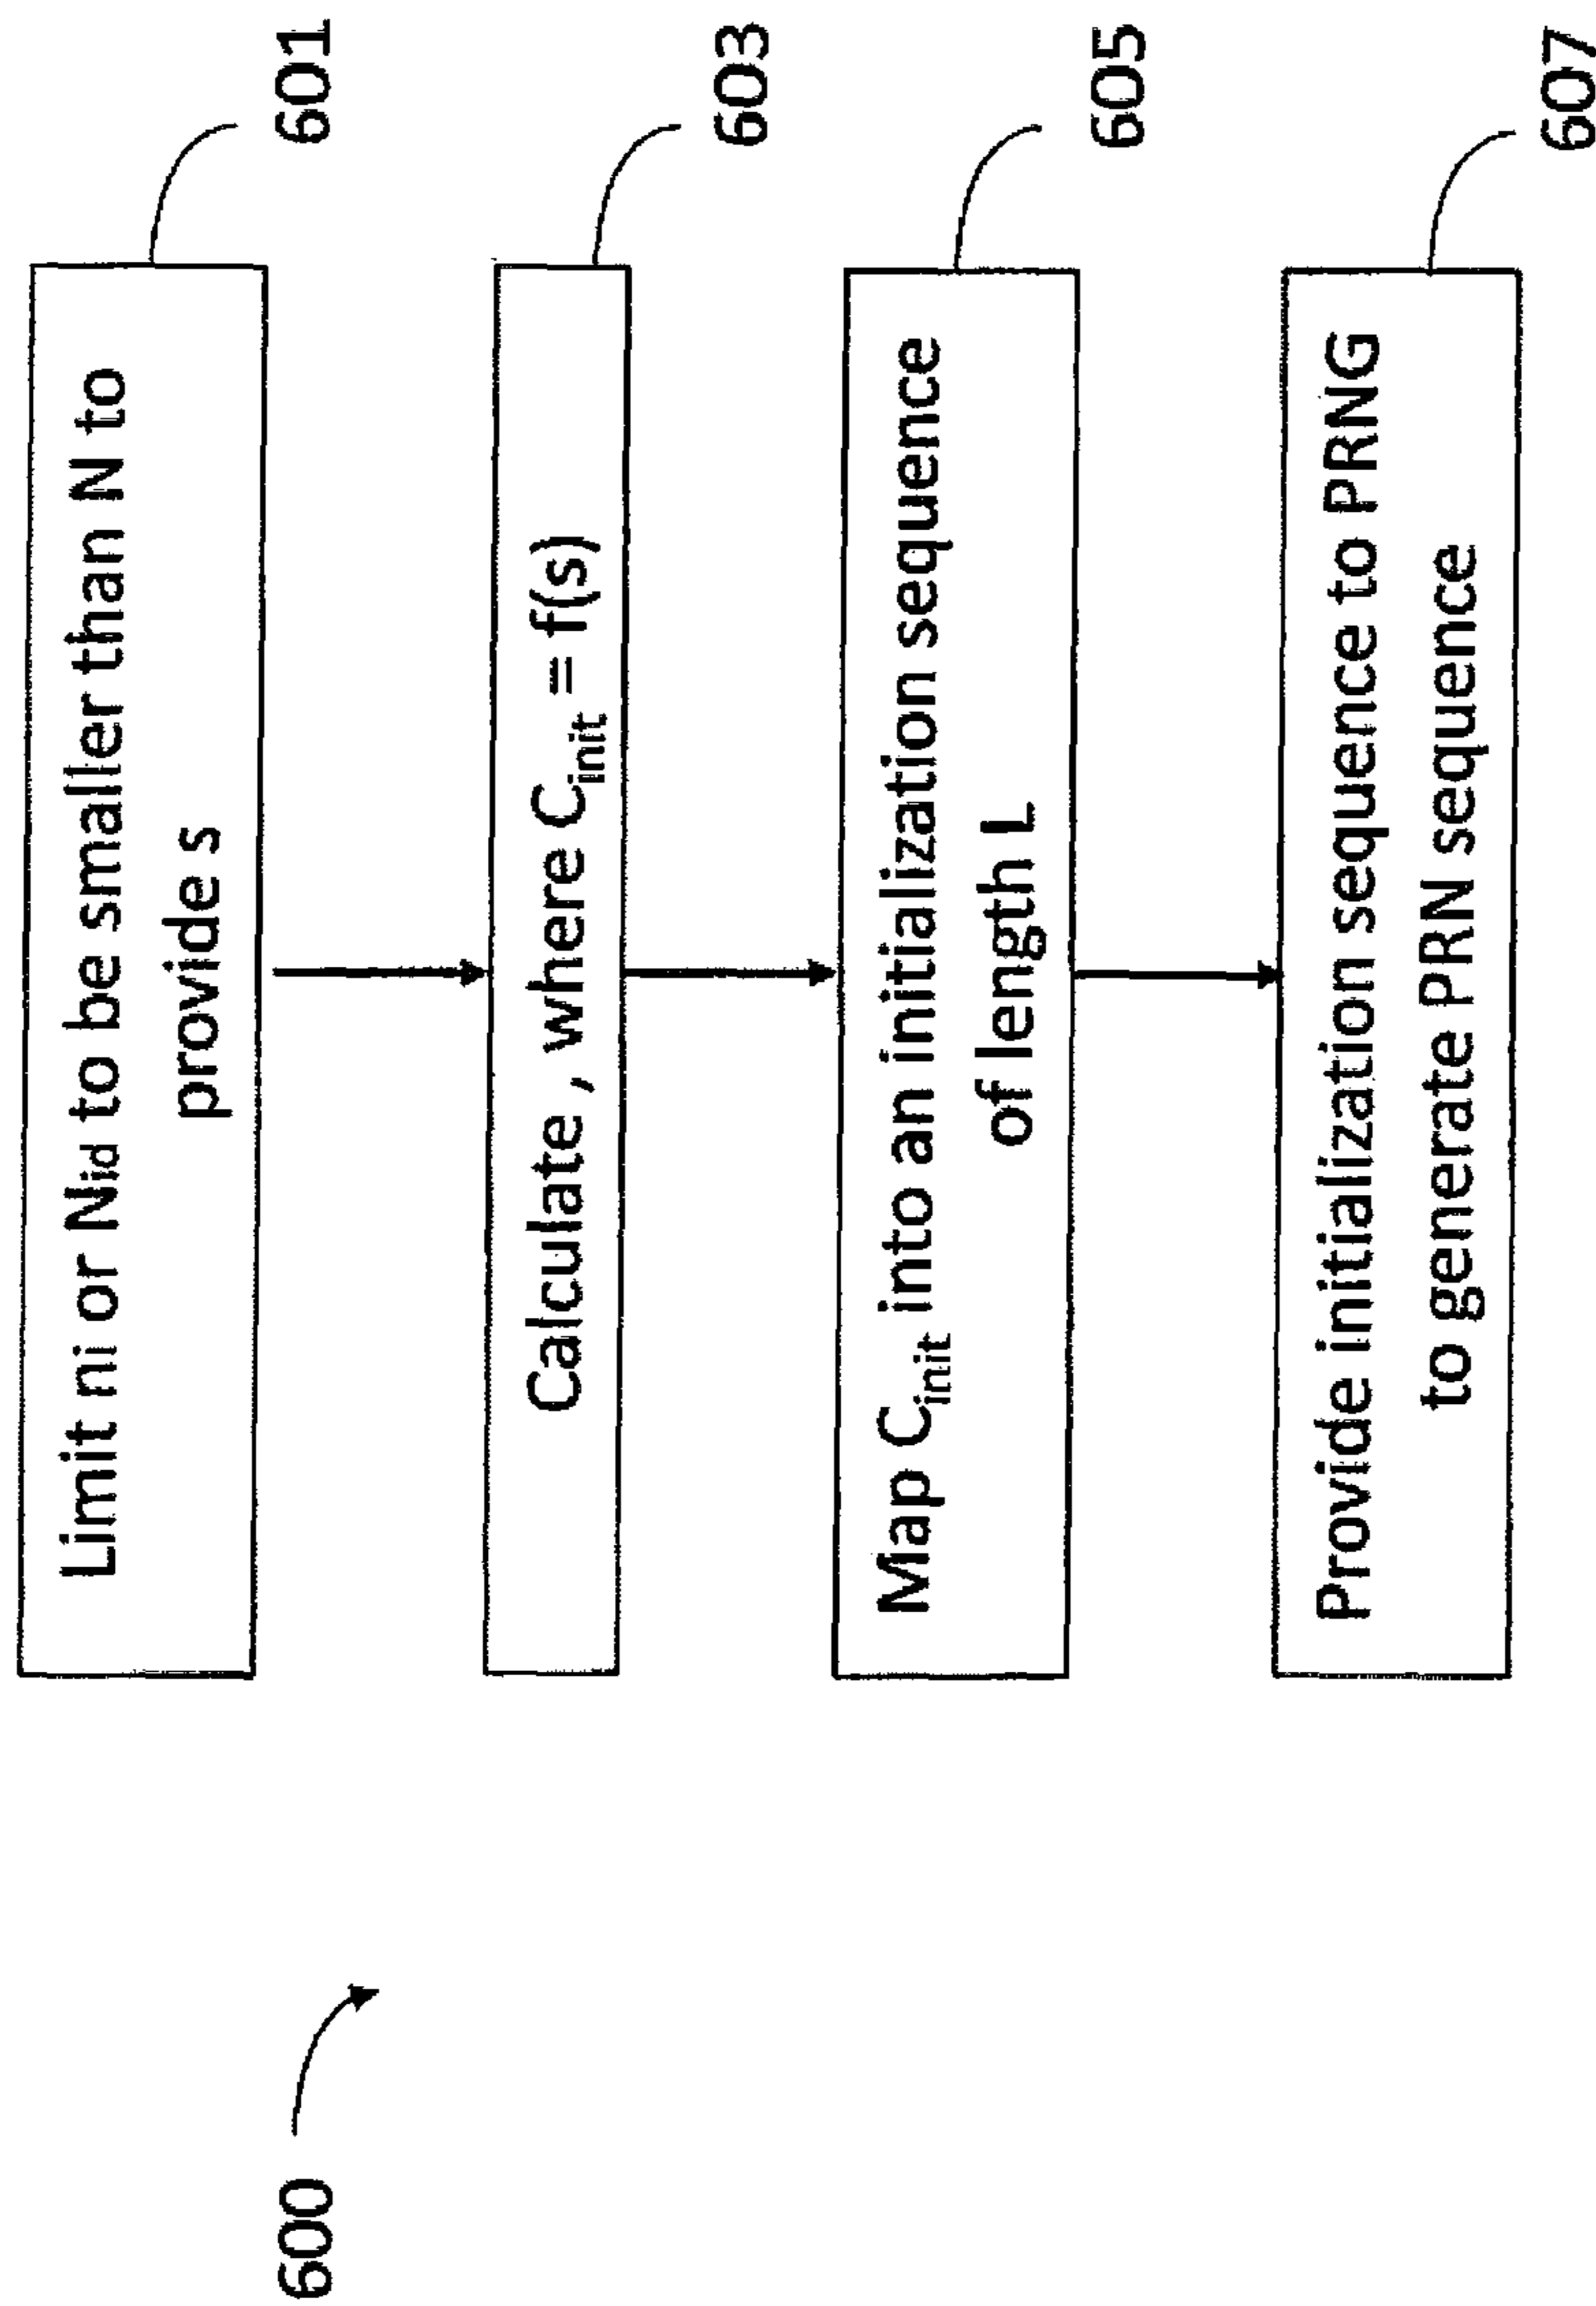 600
Limit ni or Nid to be smaller than N to
provide s
601
Calculate , where Cinit = f(s)
603
Map Cinit into an initialization sequence
of length L
605
Provide initialization sequence to PRNG
to generate PRN sequence
607